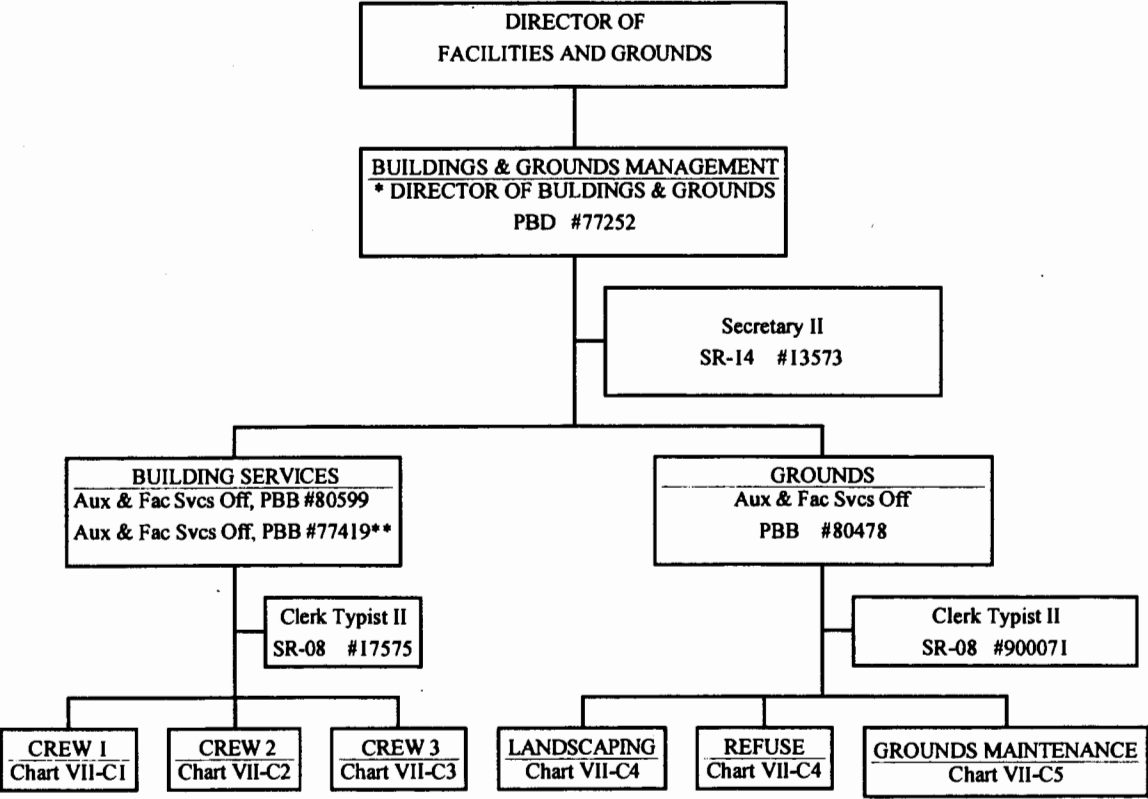 DIRECTOR OF
FACILITIES AND GROUNDS
BUILDINGS & GROUNDS MANAGEMENT
* DIRECTOR OF BULDINGS & GROUNDS
PBD #77252
Secretary II
SR-14 #13573
BUILDING SERVICES
Aux & Fac Svcs Off, PBB #80599
Aux & Fac Svcs Off, PBB #77419**
GROUNDS
Aux & Fac Svcs Off
PBB #80478
Clerk Typist II
SR-08 #17575
Clerk Typist II
SR-08 #900071
CREW 1
Chart VII-C1
CREW 2
Chart VII-C2
CREW 3
Chart VII-C3
LANDSCAPING
Chart VII-C4
REFUSE
Chart VII-C4
GROUNDS MAINTENANCE
Chart VII-C5